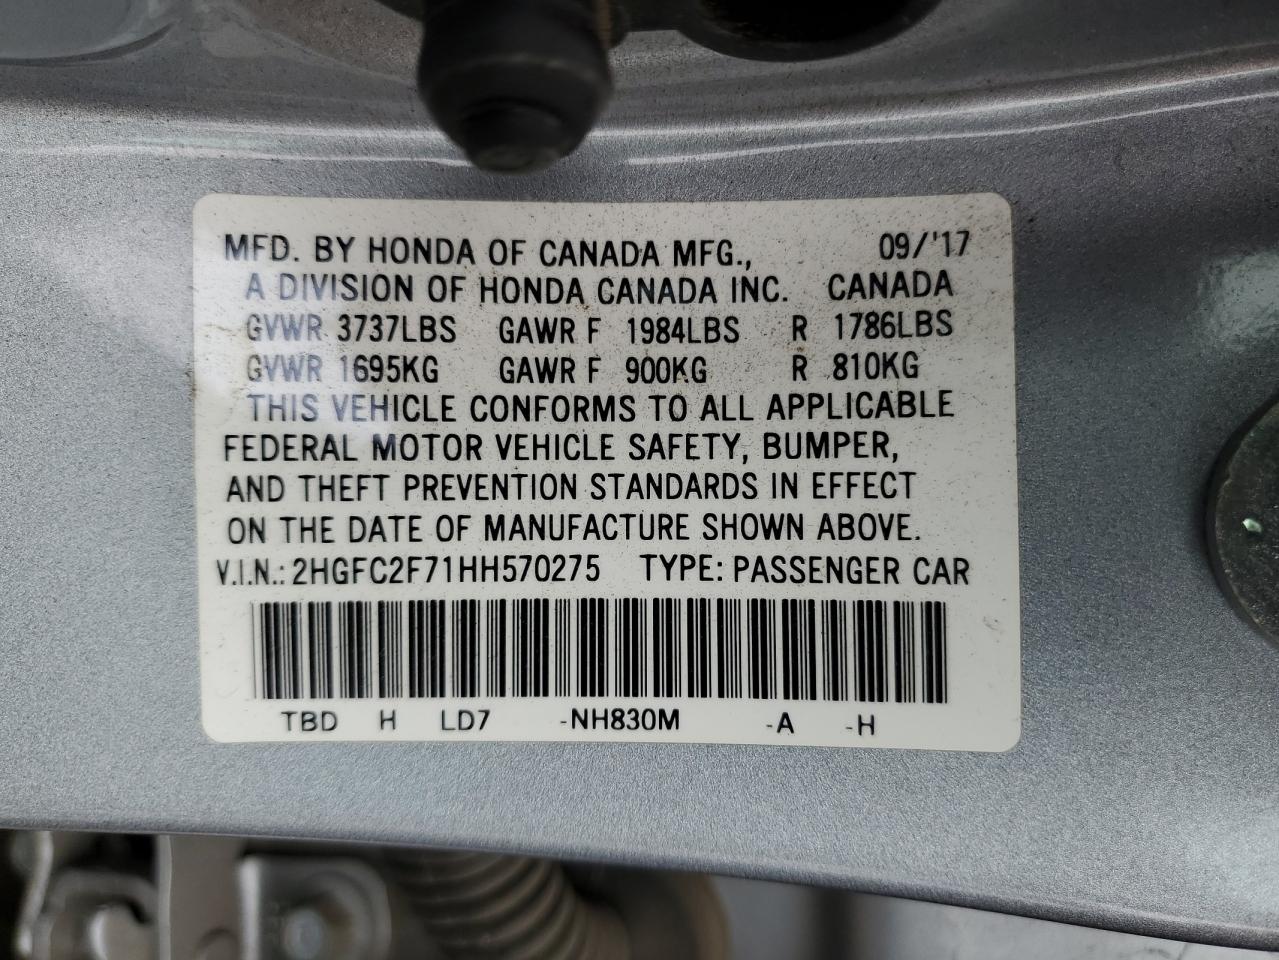 MFD. BY HONDA OF CANADA MFG., 09/'17
A DIVISION OF HONDA CANADA INC. CANADA
GVWR 3737LBS GAWR F 1984LBS R 1786LBS
GVWR 1695KG GAWR F 900KG R 810KG
THIS VEHICLE CONFORMS TO ALL APPLICABLE
FEDERAL MOTOR VEHICLE SAFETY, BUMPER,
AND THEFT PREVENTION STANDARDS IN EFFECT
ON THE DATE OF MANUFACTURE SHOWN ABOVE.
V.I.N.: 2HGFC2F71HH570275 TYPE: PASSENGER CAR
TBD H LD7 -NH830M -A -H